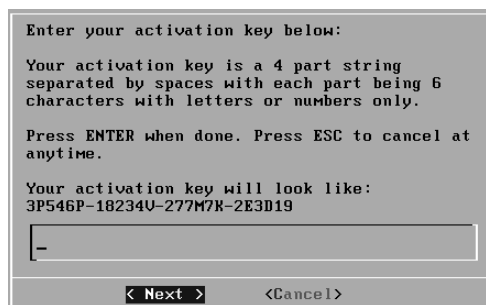 Enter your activation key below:
Your activation key is a 4 part string
separated by spaces with each part being 6
characters with letters or numbers only.
Press ENTER when done. Press ESC to cancel at
anytime.
Your activation key will look like:
3P546P-18234V-277M7K-2E3D19
_
< Next > <Cancel>